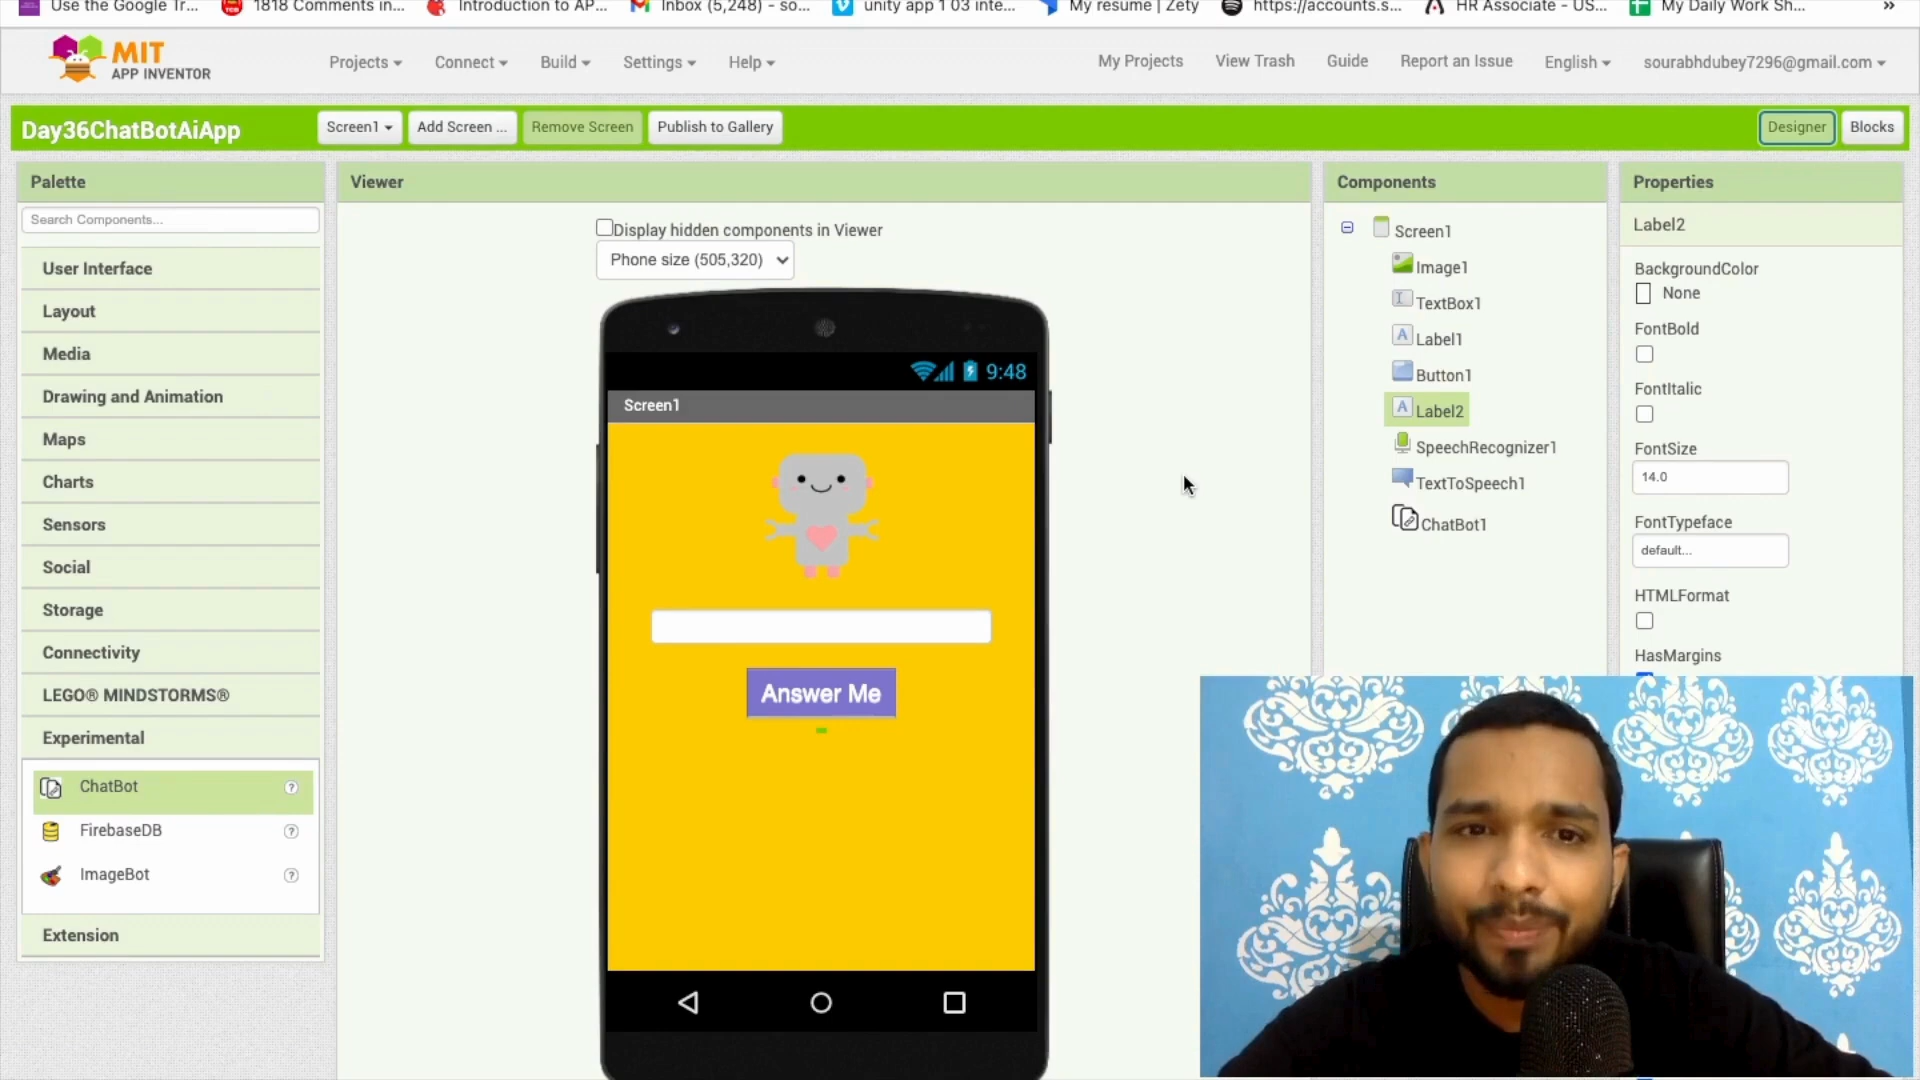 Use the Google Tr...
1818 Comments in...
Introduction to AP...
Inbox (5,248) - so...
unity app 1 03 inte...
My resume | Zety
https://accounts.s...
HR Associate - US...
My Daily Work Sh...
»
MIT
APP INVENTOR
Projects
Connect
Build
Settings
Help
My Projects
View Trash
Guide
Report an Issue
English
sourabhdubey7296@gmail.com
Day36ChatBotAiApp
Screen1
Add Screen ...
Remove Screen
Publish to Gallery
Designer
Blocks
Palette
Search Components...
User Interface
Layout
Media
Drawing and Animation
Maps
Charts
Sensors
Social
Storage
Connectivity
LEGO® MINDSTORMS®
Experimental
ChatBot
?
FirebaseDB
?
ImageBot
?
Extension
Viewer
Display hidden components in Viewer
Phone size (505,320)
9:48
Screen1
Answer Me
Components
Screen1
Image1
TextBox1
Label1
Button1
Label2
SpeechRecognizer1
TextToSpeech1
ChatBot1
Properties
Label2
BackgroundColor
None
FontBold
FontItalic
FontSize
14.0
FontTypeface
default...
HTMLFormat
HasMargins